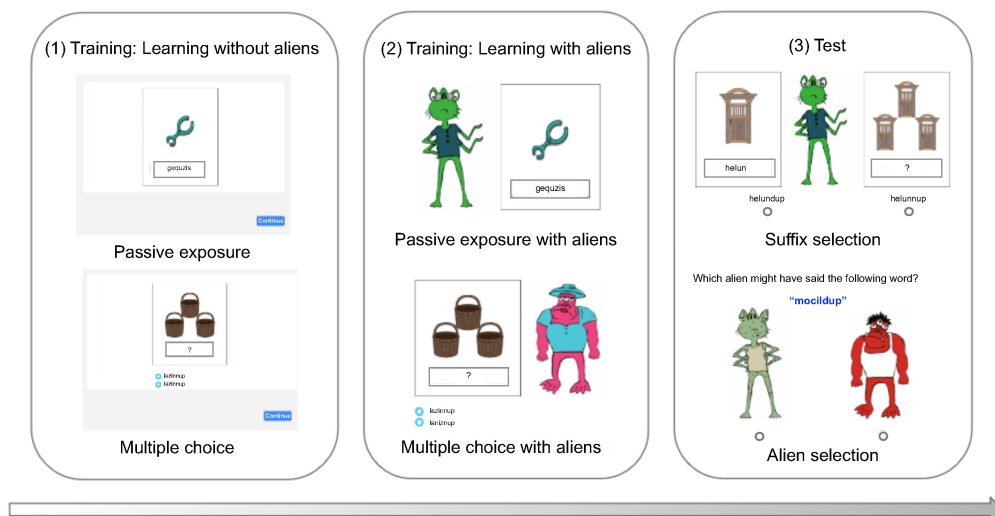 (1) Training: Learning without aliens
gequzis
Continue
Passive exposure
?
lazinnup
lazinnup
Continue
Multiple choice
(2) Training: Learning with aliens
gequzis
Passive exposure with aliens
?
lazinnup
laniznup
Multiple choice with aliens
(3) Test
helun
?
helundup
helunnup
Suffix selection
Which alien might have said the following word?
“mocildup”
Alien selection